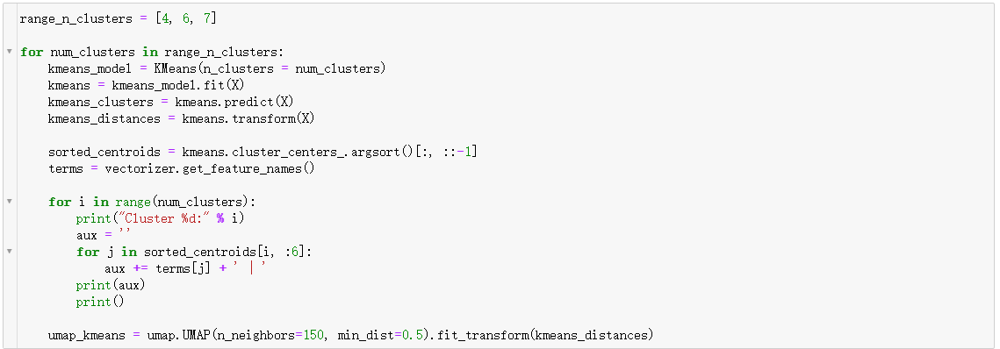 range_n_clusters = [4, 6, 7]
for num_clusters in range_n_clusters:
    kmeans_model = KMeans(n_clusters = num_clusters)
    kmeans = kmeans_model.fit(X)
    kmeans_clusters = kmeans.predict(X)
    kmeans_distances = kmeans.transform(X)
    sorted_centroids = kmeans.cluster_centers_.argsort()[:, ::-1]
    terms = vectorizer.get_feature_names()
    for i in range(num_clusters):
        print("Cluster %d:" % i)
        aux = ''
        for j in sorted_centroids[i, :6]:
            aux += terms[j] + ' | '
        print(aux)
        print()
    umap_kmeans = umap.UMAP(n_neighbors=150, min_dist=0.5).fit_transform(kmeans_distances)